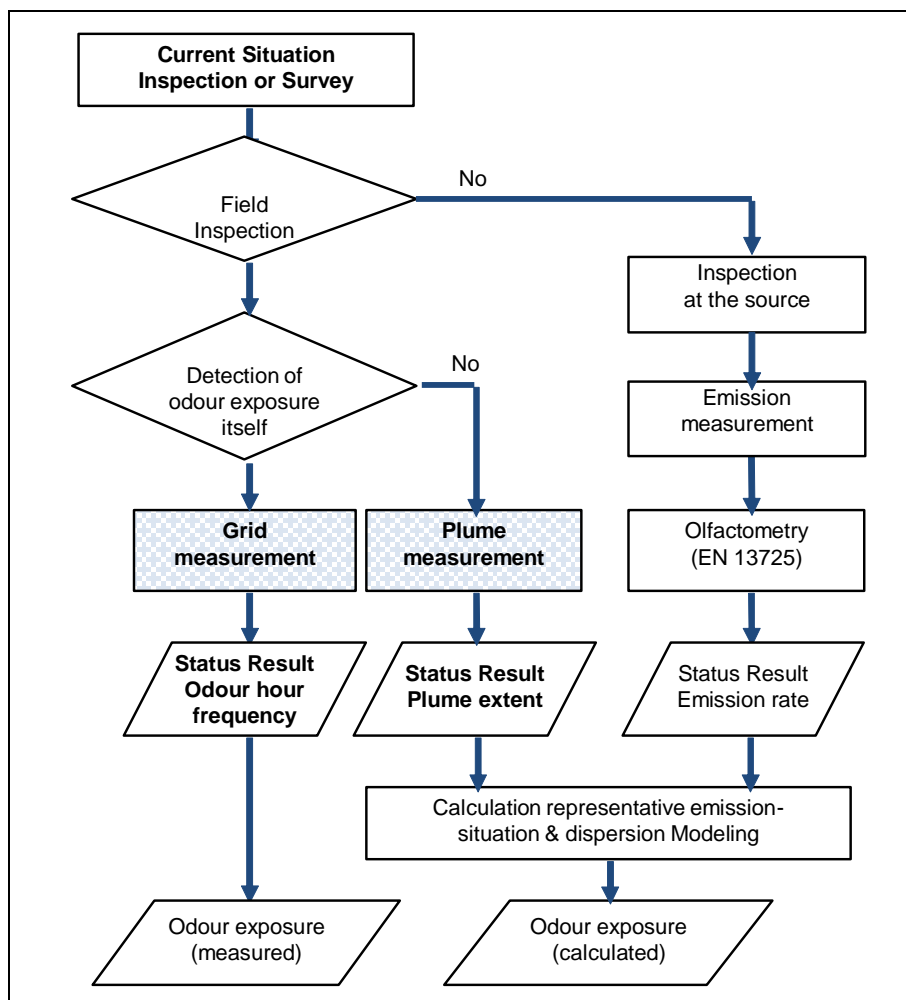 Current Situation
Inspection or Survey
No
Field
Inspection
Inspection
at the source
No
Detection of
odour exposure
itself
Emission
measurement
Grid
measurement
Plume
measurement
Olfactometry
(EN 13725)
Status Result
Odour hour
frequency
Status Result
Plume extent
Status Result
Emission rate
Calculation representative emission-
situation & dispersion Modeling
Odour exposure
(measured)
Odour exposure
(calculated)